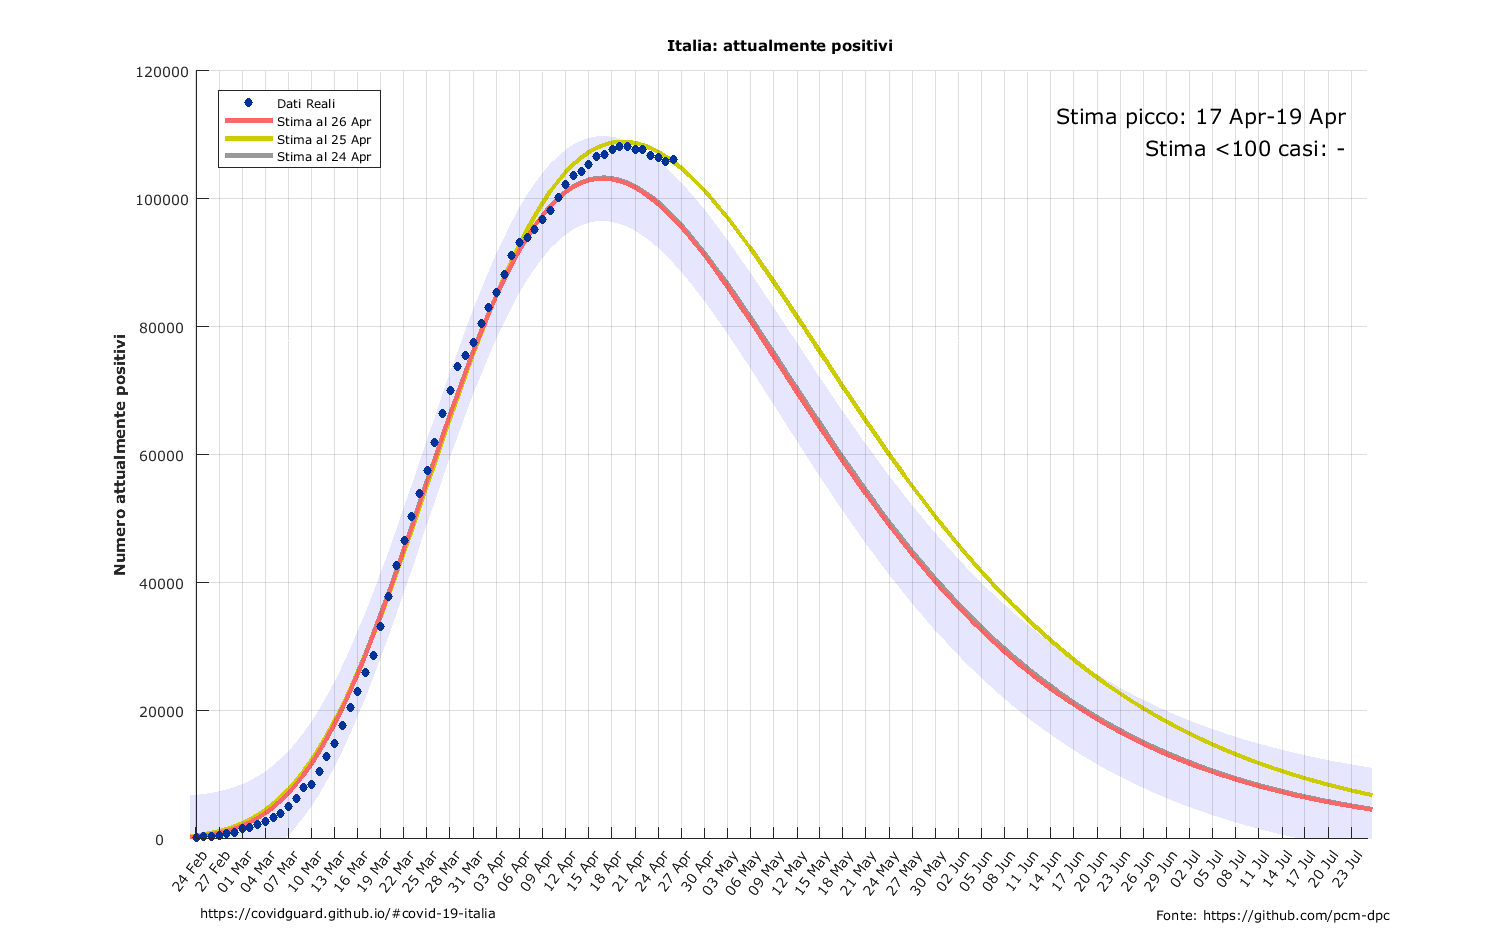 Italia: attualmente positivi
120000
100000
80000
60000
40000
20000
0
Numero attualmente positivi
Dati Reali
Stima al 26 Apr
Stima al 25 Apr
Stima al 24 Apr
Stima picco: 17 Apr-19 Apr
Stima <100 casi: -
24 Feb
27 Feb
01 Mar
04 Mar
07 Mar
10 Mar
13 Mar
16 Mar
19 Mar
22 Mar
25 Mar
28 Mar
31 Mar
03 Apr
06 Apr
09 Apr
12 Apr
15 Apr
18 Apr
21 Apr
24 Apr
27 Apr
30 Apr
03 May
06 May
09 May
12 May
15 May
18 May
21 May
24 May
27 May
30 May
02 Jun
05 Jun
08 Jun
11 Jun
14 Jun
17 Jun
20 Jun
23 Jun
26 Jun
29 Jun
02 Jul
05 Jul
08 Jul
11 Jul
14 Jul
17 Jul
20 Jul
23 Jul
https://covidguard.github.io/#covid-19-italia
Fonte: https://github.com/pcm-dpc